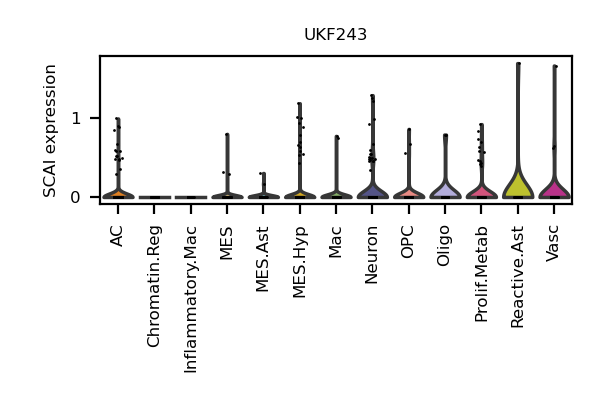 UKF243
SCAI expression
1
0
AC
Chromatin.Reg
Inflammatory.Mac
MES
MES.Ast
MES.Hyp
Mac
Neuron
OPC
Oligo
Prolif.Metab
Reactive.Ast
Vasc